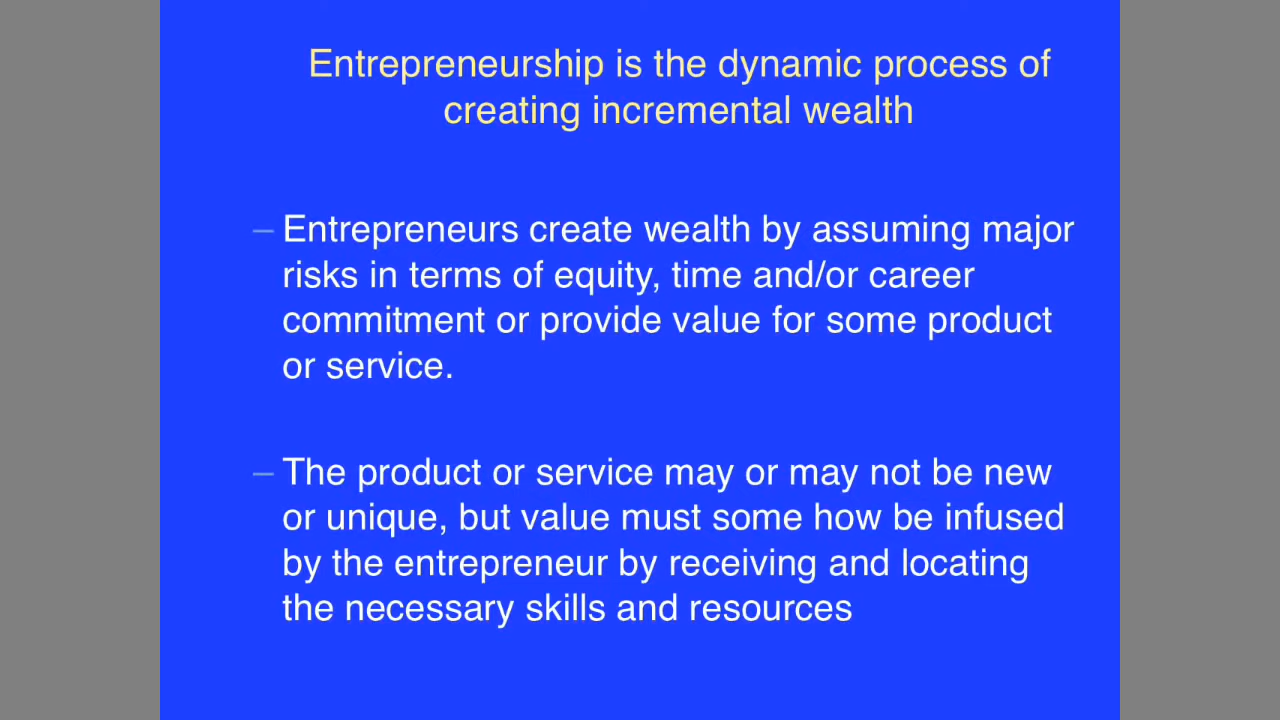 Entrepreneurship is the dynamic process of
creating incremental wealth
– Entrepreneurs create wealth by assuming major
risks in terms of equity, time and/or career
commitment or provide value for some product
or service.
– The product or service may or may not be new
or unique, but value must some how be infused
by the entrepreneur by receiving and locating
the necessary skills and resources